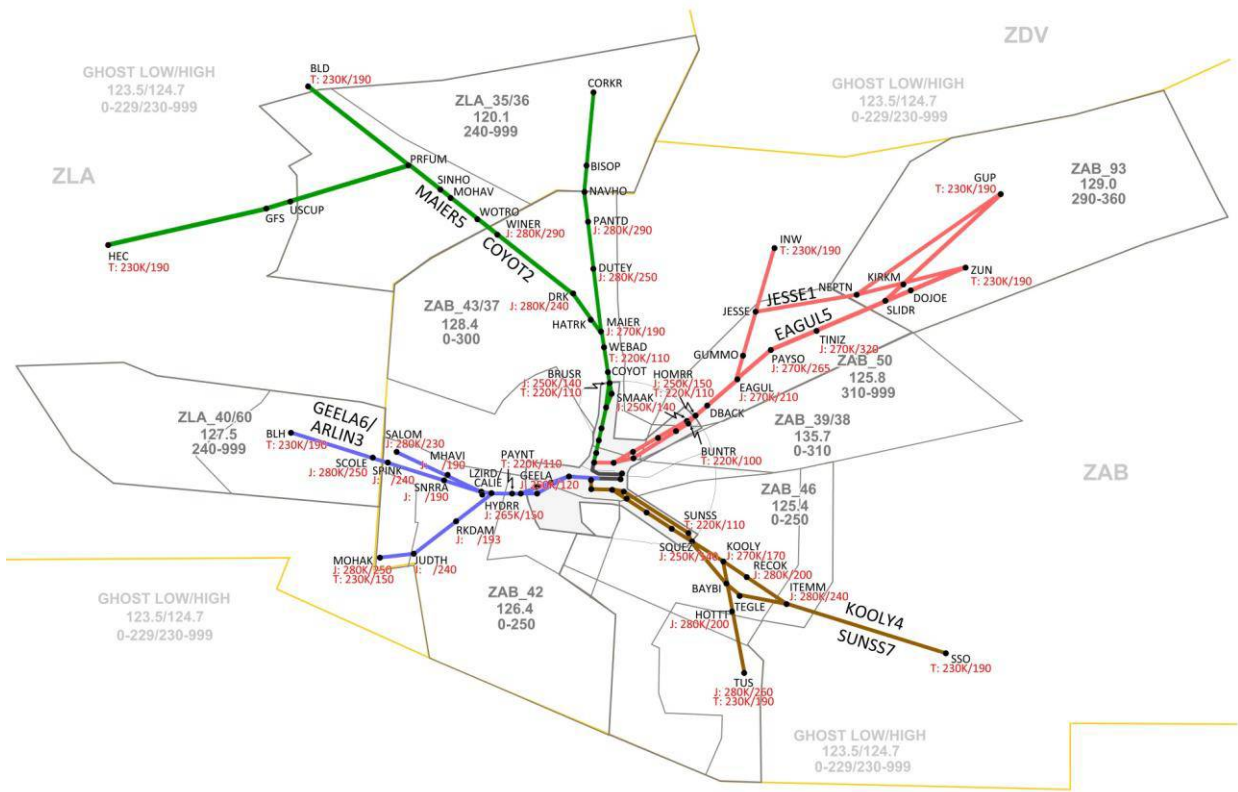 ZDV
GHOST LOW/HIGH
123.5/124.7
0-229/230-999
BLD
T: 230K/190
CORKR
GHOST LOW/HIGH
123.5/124.7
0-229/230-999
ZLA_35/36
120.1
240-999
ZLA
PRFUM
BISOP
ZAB_93
129.0
290-360
GUP
T: 230K/190
SINHO
MOHAV
NAVHO
USCUP
GFS
MAIER5
WOTRO
WINER
J: 280K/290
PANTD
J: 280K/290
HEC
T: 230K/190
COYOT2
INW
T: 230K/190
DUTEY
J: 280K/250
KIRKM
ZUN
T: 230K/190
NEPTN
JESSE1
DOJOE
SLIDR
DRK
J: 280K/240
ZAB_43/37
128.4
0-300
HATRK
JESSE
EAGUL5
MAIER
J: 270K/190
TINIZ
J: 270K/320
WEBAD
T: 220K/110
GUMMO
PAYSO
J: 270K/265
ZAB_50
125.8
310-999
COYOT
BRUSR
J: 250K/140
T: 220K/110
HOMRR
J: 250K/150
T: 220K/110
EAGUL
J: 270K/210
SMAAK
J: 250K/140
DBACK
ZLA_40/60
127.5
240-999
GEELA6/
ARLIN3
BLH
T: 230K/190
SALOM
J: 280K/230
ZAB_39/38
135.7
0-310
BUNTR
T: 220K/100
MHAVI
J: /190
PAYNT
T: 220K/110
SCOLE
J: 280K/250
SPINK
J: /240
LZIRD/
CALIE
GEELA
J: 250K/120
ZAB
SNRRA
J: /190
HYDRR
J: 265K/150
ZAB_46
125.4
0-250
RKDAM
J: /193
SUNSS
T: 220K/110
SQUEZ
J: 250K/140
KOOLY
J: 270K/170
MOHAK
J: 280K/250
T: 230K/150
JUDTH
J: /240
RECOK
J: 280K/200
BAYBI
ITEMM
J: 280K/240
TEGLE
ZAB_42
126.4
0-250
HOTTT
J: 280K/200
KOOLY4
SUNSS7
GHOST LOW/HIGH
123.5/124.7
0-229/230-999
SSO
T: 230K/190
TUS
J: 280K/260
T: 230K/190
GHOST LOW/HIGH
123.5/124.7
0-229/230-999